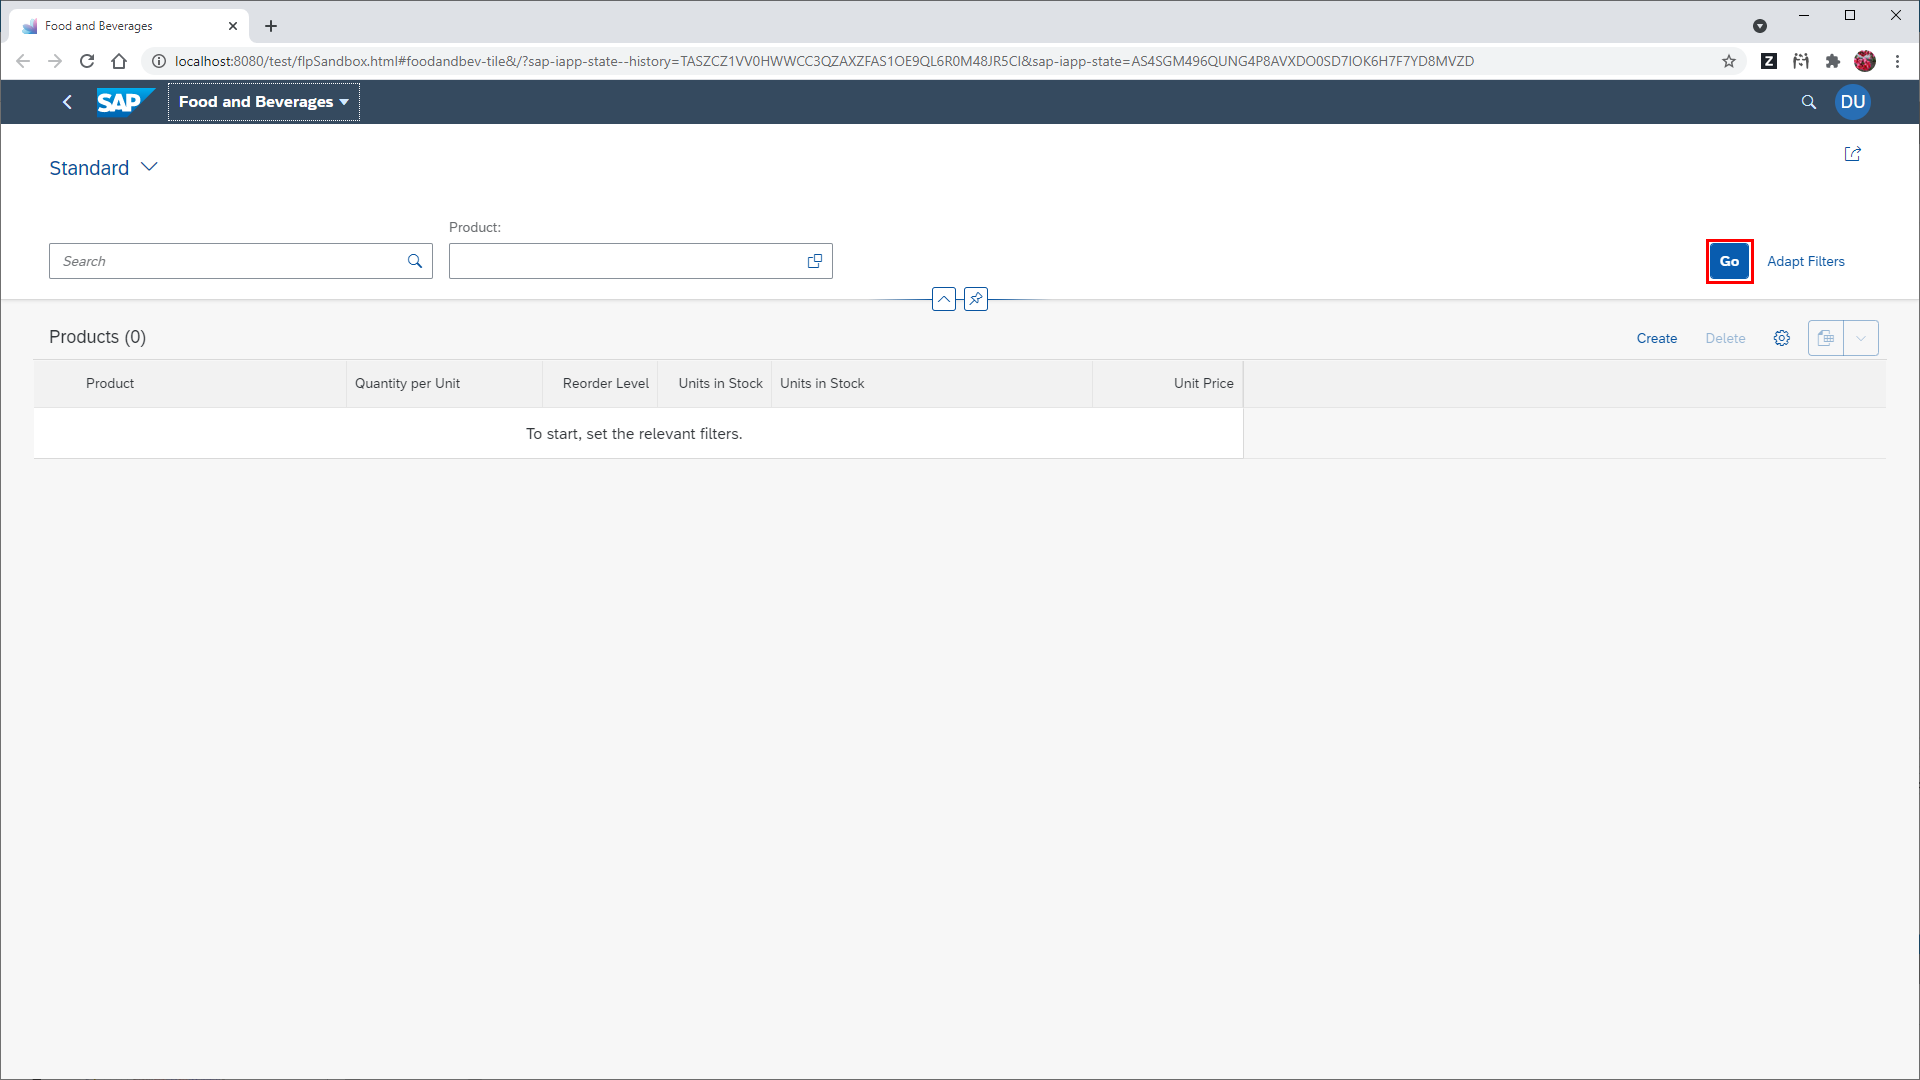 Food and Beverages
localhost:8080/test/flpSandbox.html#foodandbev-tile&/?sap-iapp-state--history=TASZCZ1VV0HWWCC3QZAXZFAS1OE9QL6R0M48JR5CI&sap-iapp-state=AS4SGM496QUNG4P8AVXDO0SD7IOK6H7F7YD8MVZD
Z
SAP Food and Beverages DU
Standard
Product:
Search
Go Adapt Filters
Products (0) Create Delete
Product Quantity per Unit Reorder Level Units in Stock Units in Stock Unit Price
To start, set the relevant filters.